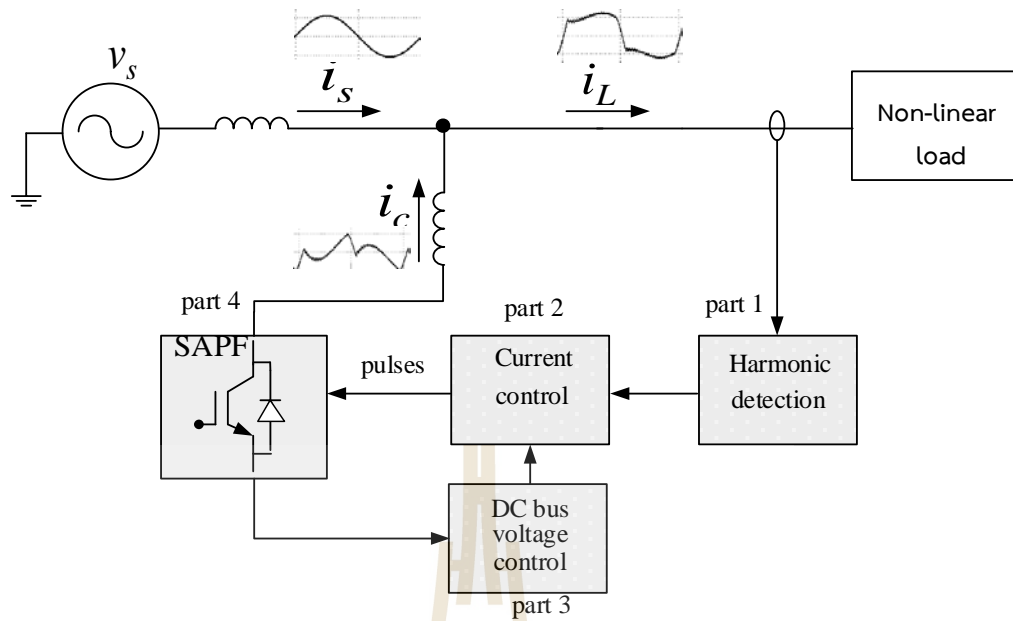 v_s
i_s
i_L
Non-linear
load
i_c
part 4
part 2
part 1
SAPF
pulses
Current
control
Harmonic
detection
DC bus
voltage
control
part 3